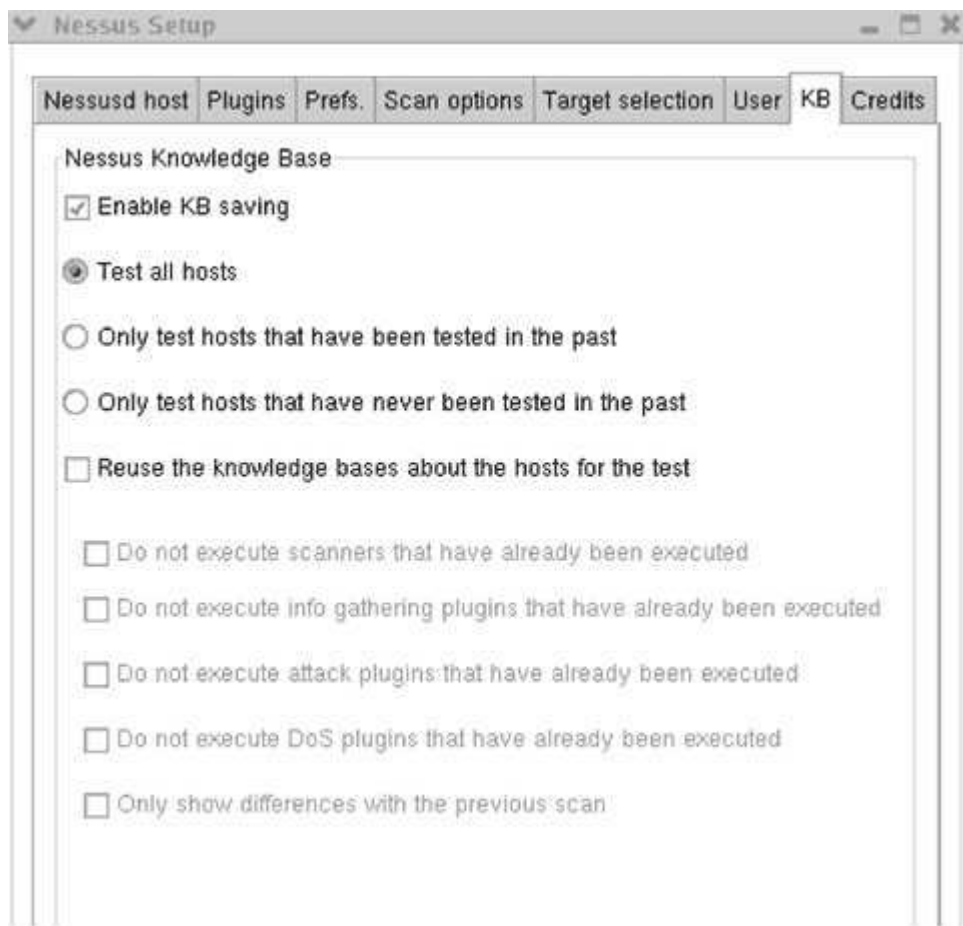 Nessus Setup
Nessusd host Plugins Prefs. Scan options Target selection User KB Credits
Nessus Knowledge Base
Enable KB saving
Test all hosts
Only test hosts that have been tested in the past
Only test hosts that have never been tested in the past
Reuse the knowledge bases about the hosts for the test
Do not execute scanners that have already been executed
Do not execute info gathering plugins that have already been executed
Do not execute attack plugins that have already been executed
Do not execute DoS plugins that have already been executed
Only show differences with the previous scan